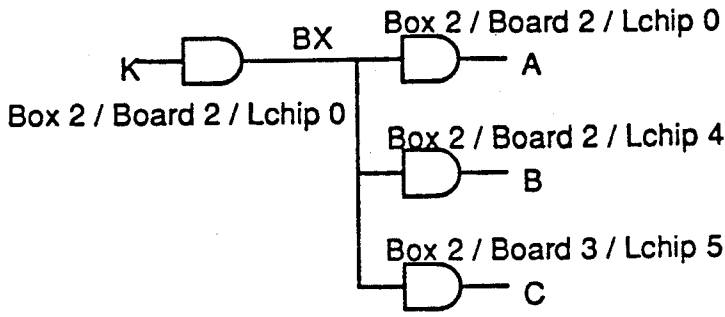 Box 2 / Board 2 / Lchip 0
BX
K
A
Box 2 / Board 2 / Lchip 0
Box 2 / Board 2 / Lchip 4
B
Box 2 / Board 3 / Lchip 5
C